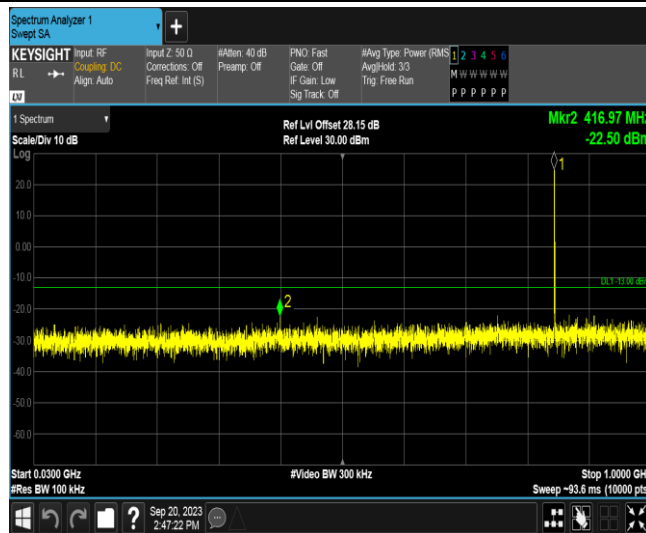 Spectrum Analyzer 1
Swept SA
+
KEYSIGHT
RL
LXI
Input: RF
Coupling: DC
Align: Auto
Input Z: 50 Ω
Corrections: Off
Freq Ref: Int (S)
#Atten: 40 dB
Preamp: Off
PNO: Fast
Gate: Off
IF Gain: Low
Sig Track: Off
#Avg Type: Power (RMS
Avg|Hold: 3/3
Trig: Free Run
1 2 3 4 5 6
M W W W W W
P P P P P P
1 Spectrum
Scale/Div 10 dB
Log
Ref Lvl Offset 28.15 dB
Ref Level 30.00 dBm
Mkr2 416.97 MHz
-22.50 dBm
1
20.0
10.0
0.00
-10.0
DL1 -13.00 dBm
2
-20.0
-30.0
-40.0
-50.0
-60.0
Start 0.0300 GHz
#Res BW 100 kHz
#Video BW 300 kHz
Stop 1.0000 GH
Sweep ~93.6 ms (10000 pts
?
Sep 20, 2023
2:47:22 PM